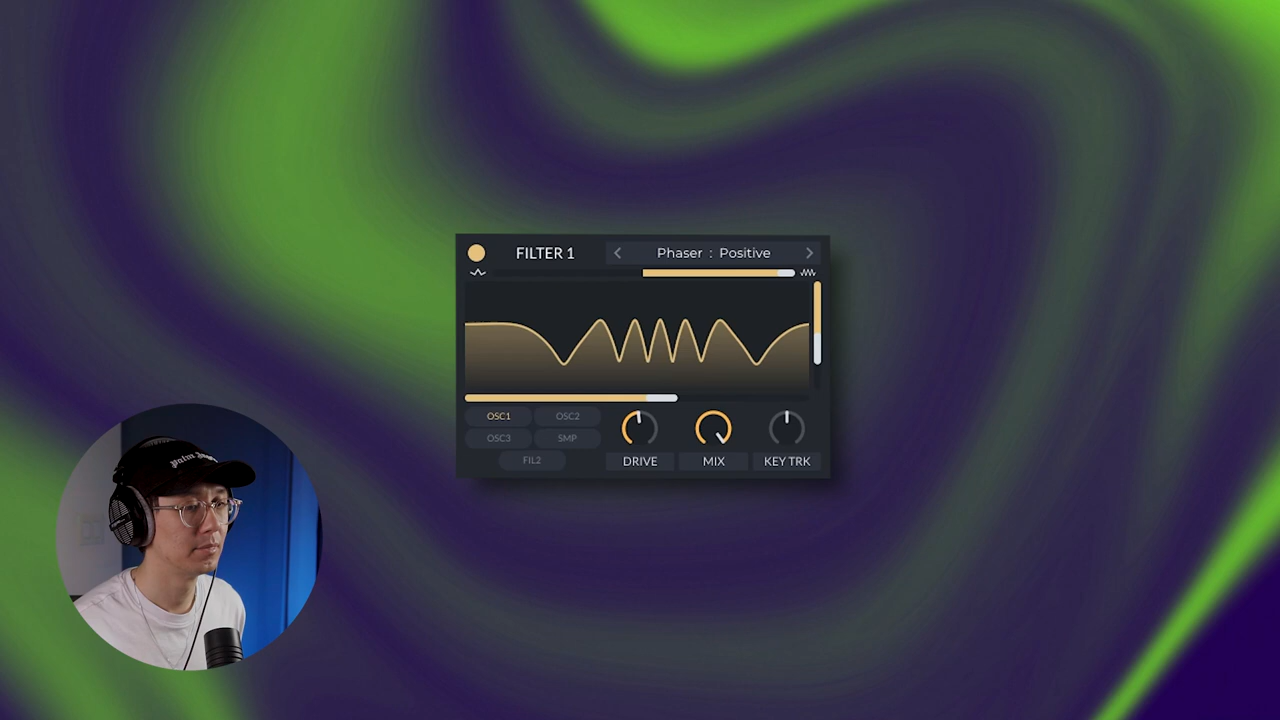 FILTER 1
Phaser : Positive
OSC1
OSC2
OSC3
SMP
FIL2
DRIVE
MIX
KEY TRK